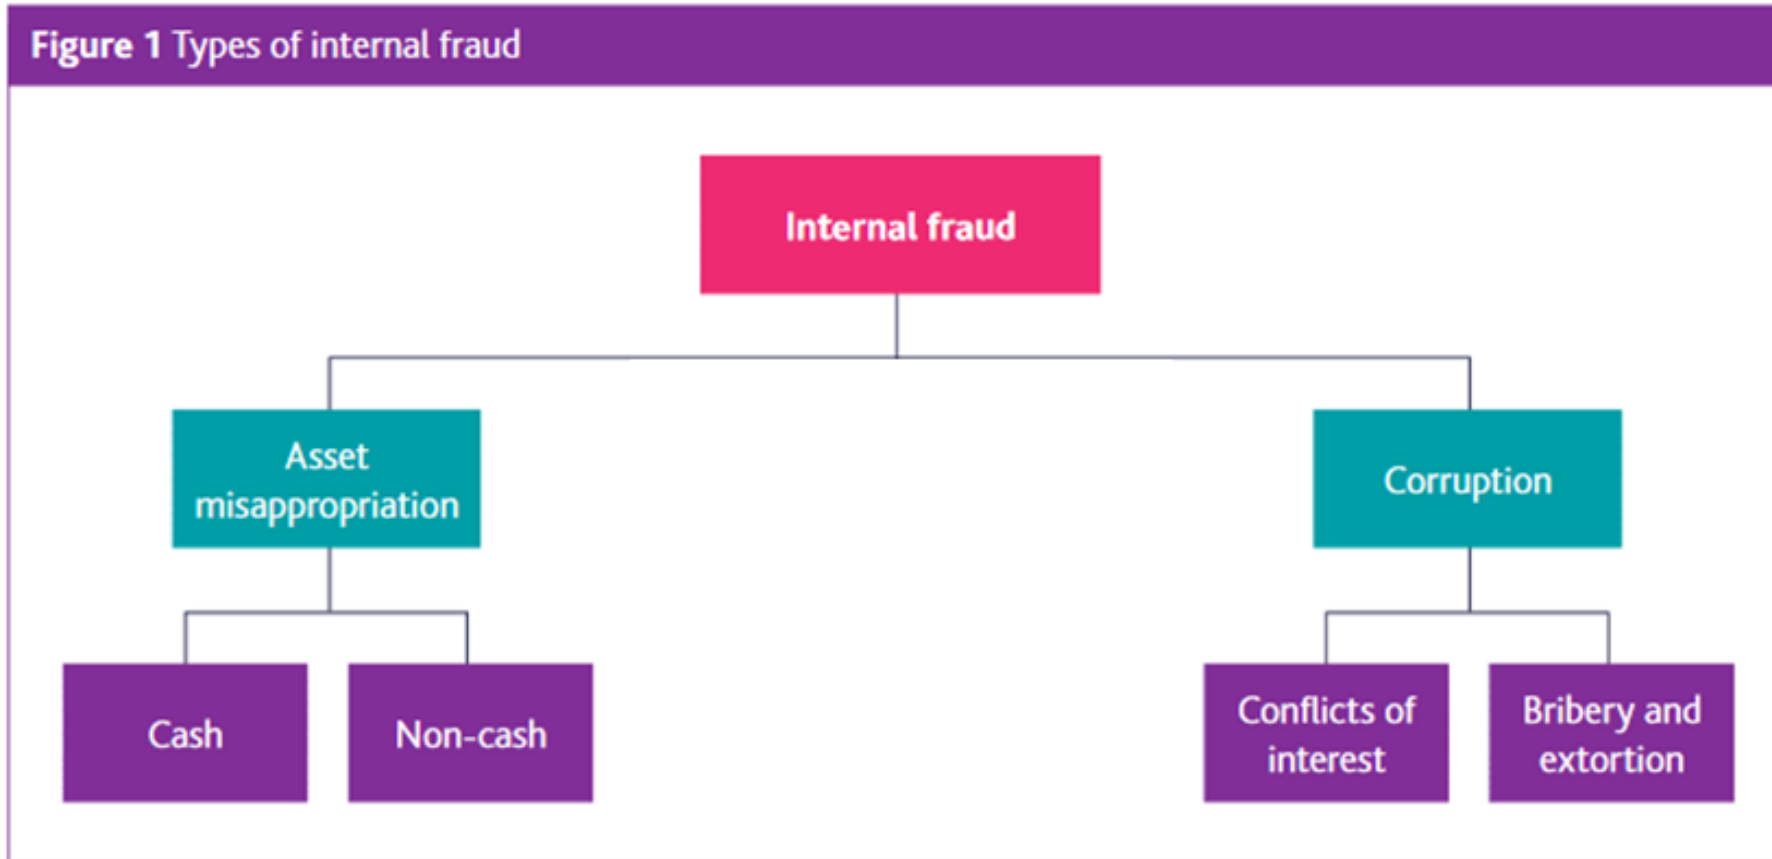 Figure 1 Types of internal fraud
Internal fraud
Asset
misappropriation
Corruption
Cash
Non-cash
Conflicts of
interest
Bribery and
extortion